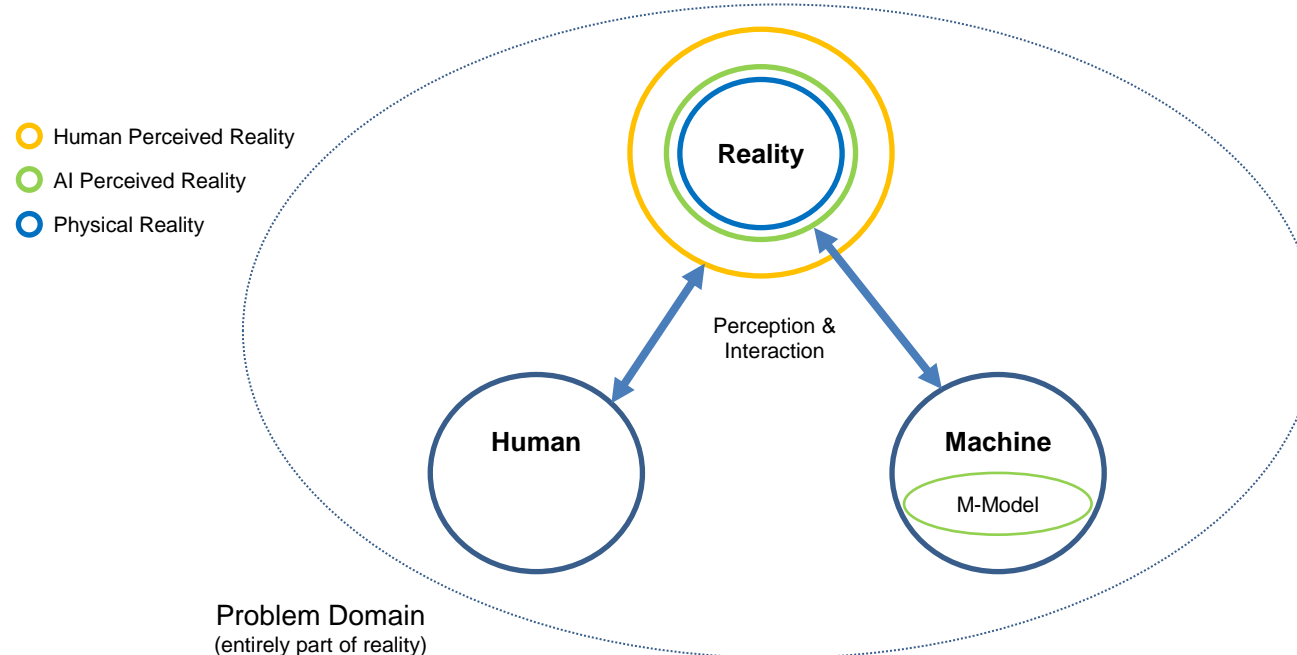 Human Perceived Reality
AI Perceived Reality
Physical Reality
Reality
Perception &
Interaction
Human
Machine
M-Model
Problem Domain
(entirely part of reality)